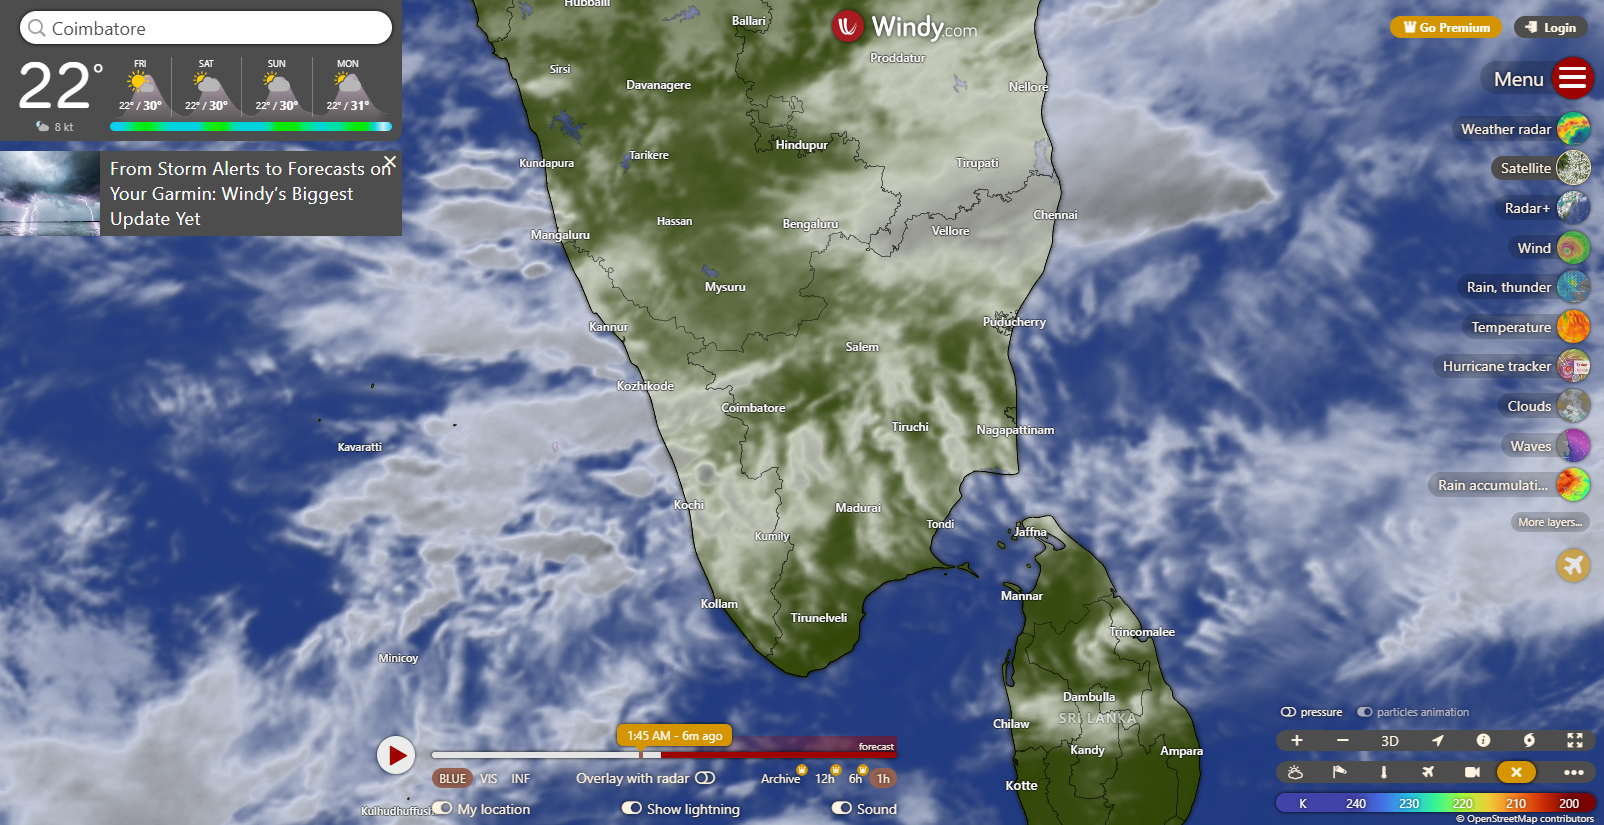 Coimbatore
22°
8 kt
FRI SAT SUN MON
22° / 30° 22° / 30° 22° / 30° 22° / 31°
From Storm Alerts to Forecasts on
Your Garmin: Windy's Biggest
Update Yet
Windy.com
Go Premium
Login
Menu
Weather radar
Satellite
Radar+
Wind
Rain, thunder
Temperature
Hurricane tracker
Clouds
Waves
Rain accumulati...
More layers...
Hubballi
Ballari
Proddatur
Sirsi
Davanagere
Nellore
Hindupur
Kundapura
Tarikere
Tirupati
Hassan
Bengaluru
Chennai
Mangaluru
Vellore
Mysuru
Kannur
Puducherry
Salem
Kozhikode
Coimbatore
Tiruchi
Nagapattinam
Kavaratti
Kochi
Madurai
Tondi
Jaffna
Kumily
Mannar
Kollam
Tirunelveli
Trincomalee
Minicoy
Dambulla
SRI LANKA
Chilaw
Kandy
Ampara
Kotte
Kulhudhuffush
1:45 AM - 6m ago
forecast
BLUE VIS INF
Overlay with radar
Archive 12h 6h 1h
My location
Show lightning
Sound
pressure
particles animation
3D
K 240 230 220 210 200
© OpenStreetMap contributors